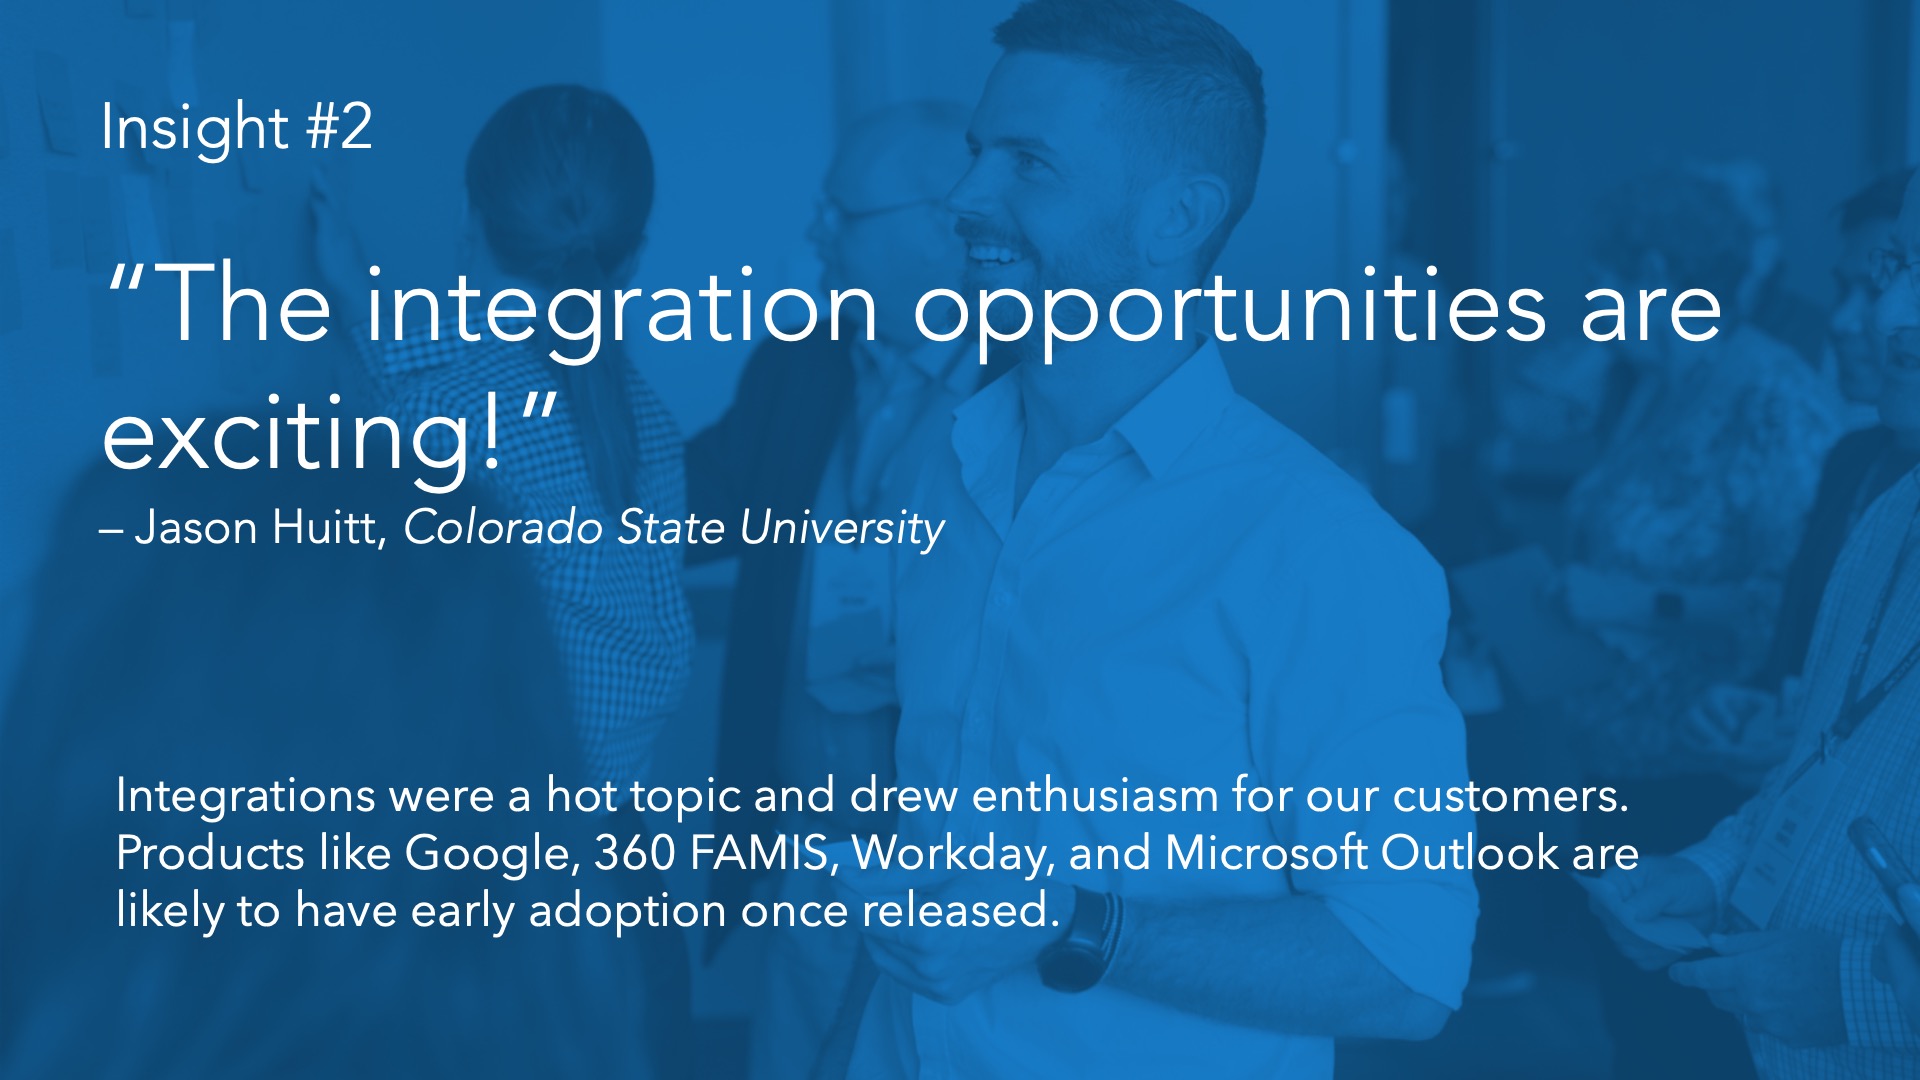 Insight #2
“The integration opportunities are
exciting!”
– Jason Huitt, Colorado State University
Integrations were a hot topic and drew enthusiasm for our customers.
Products like Google, 360 FAMIS, Workday, and Microsoft Outlook are
likely to have early adoption once released.